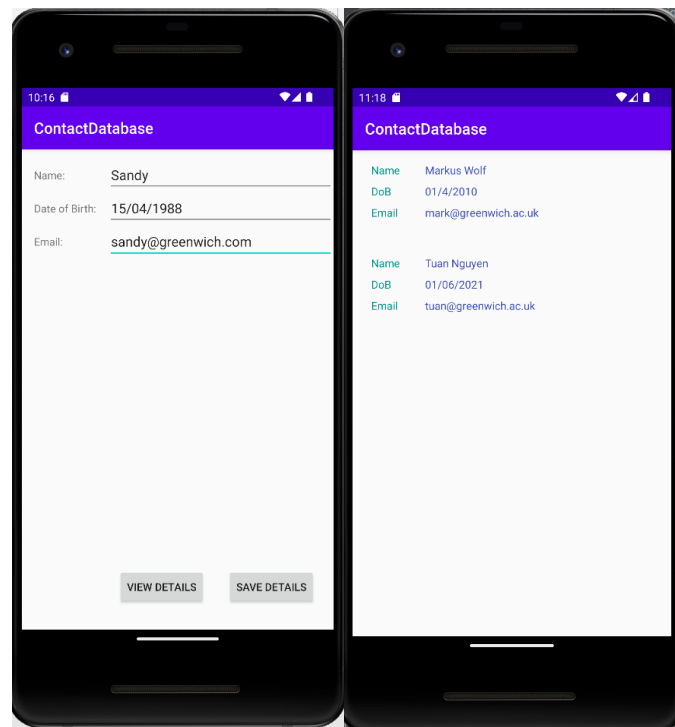 10:16
ContactDatabase
Name: Sandy
Date of Birth: 15/04/1988
Email: sandy@greenwich.com
VIEW DETAILS SAVE DETAILS
11:18
ContactDatabase
Name Markus Wolf
DoB 01/4/2010
Email mark@greenwich.ac.uk
Name Tuan Nguyen
DoB 01/06/2021
Email tuan@greenwich.ac.uk